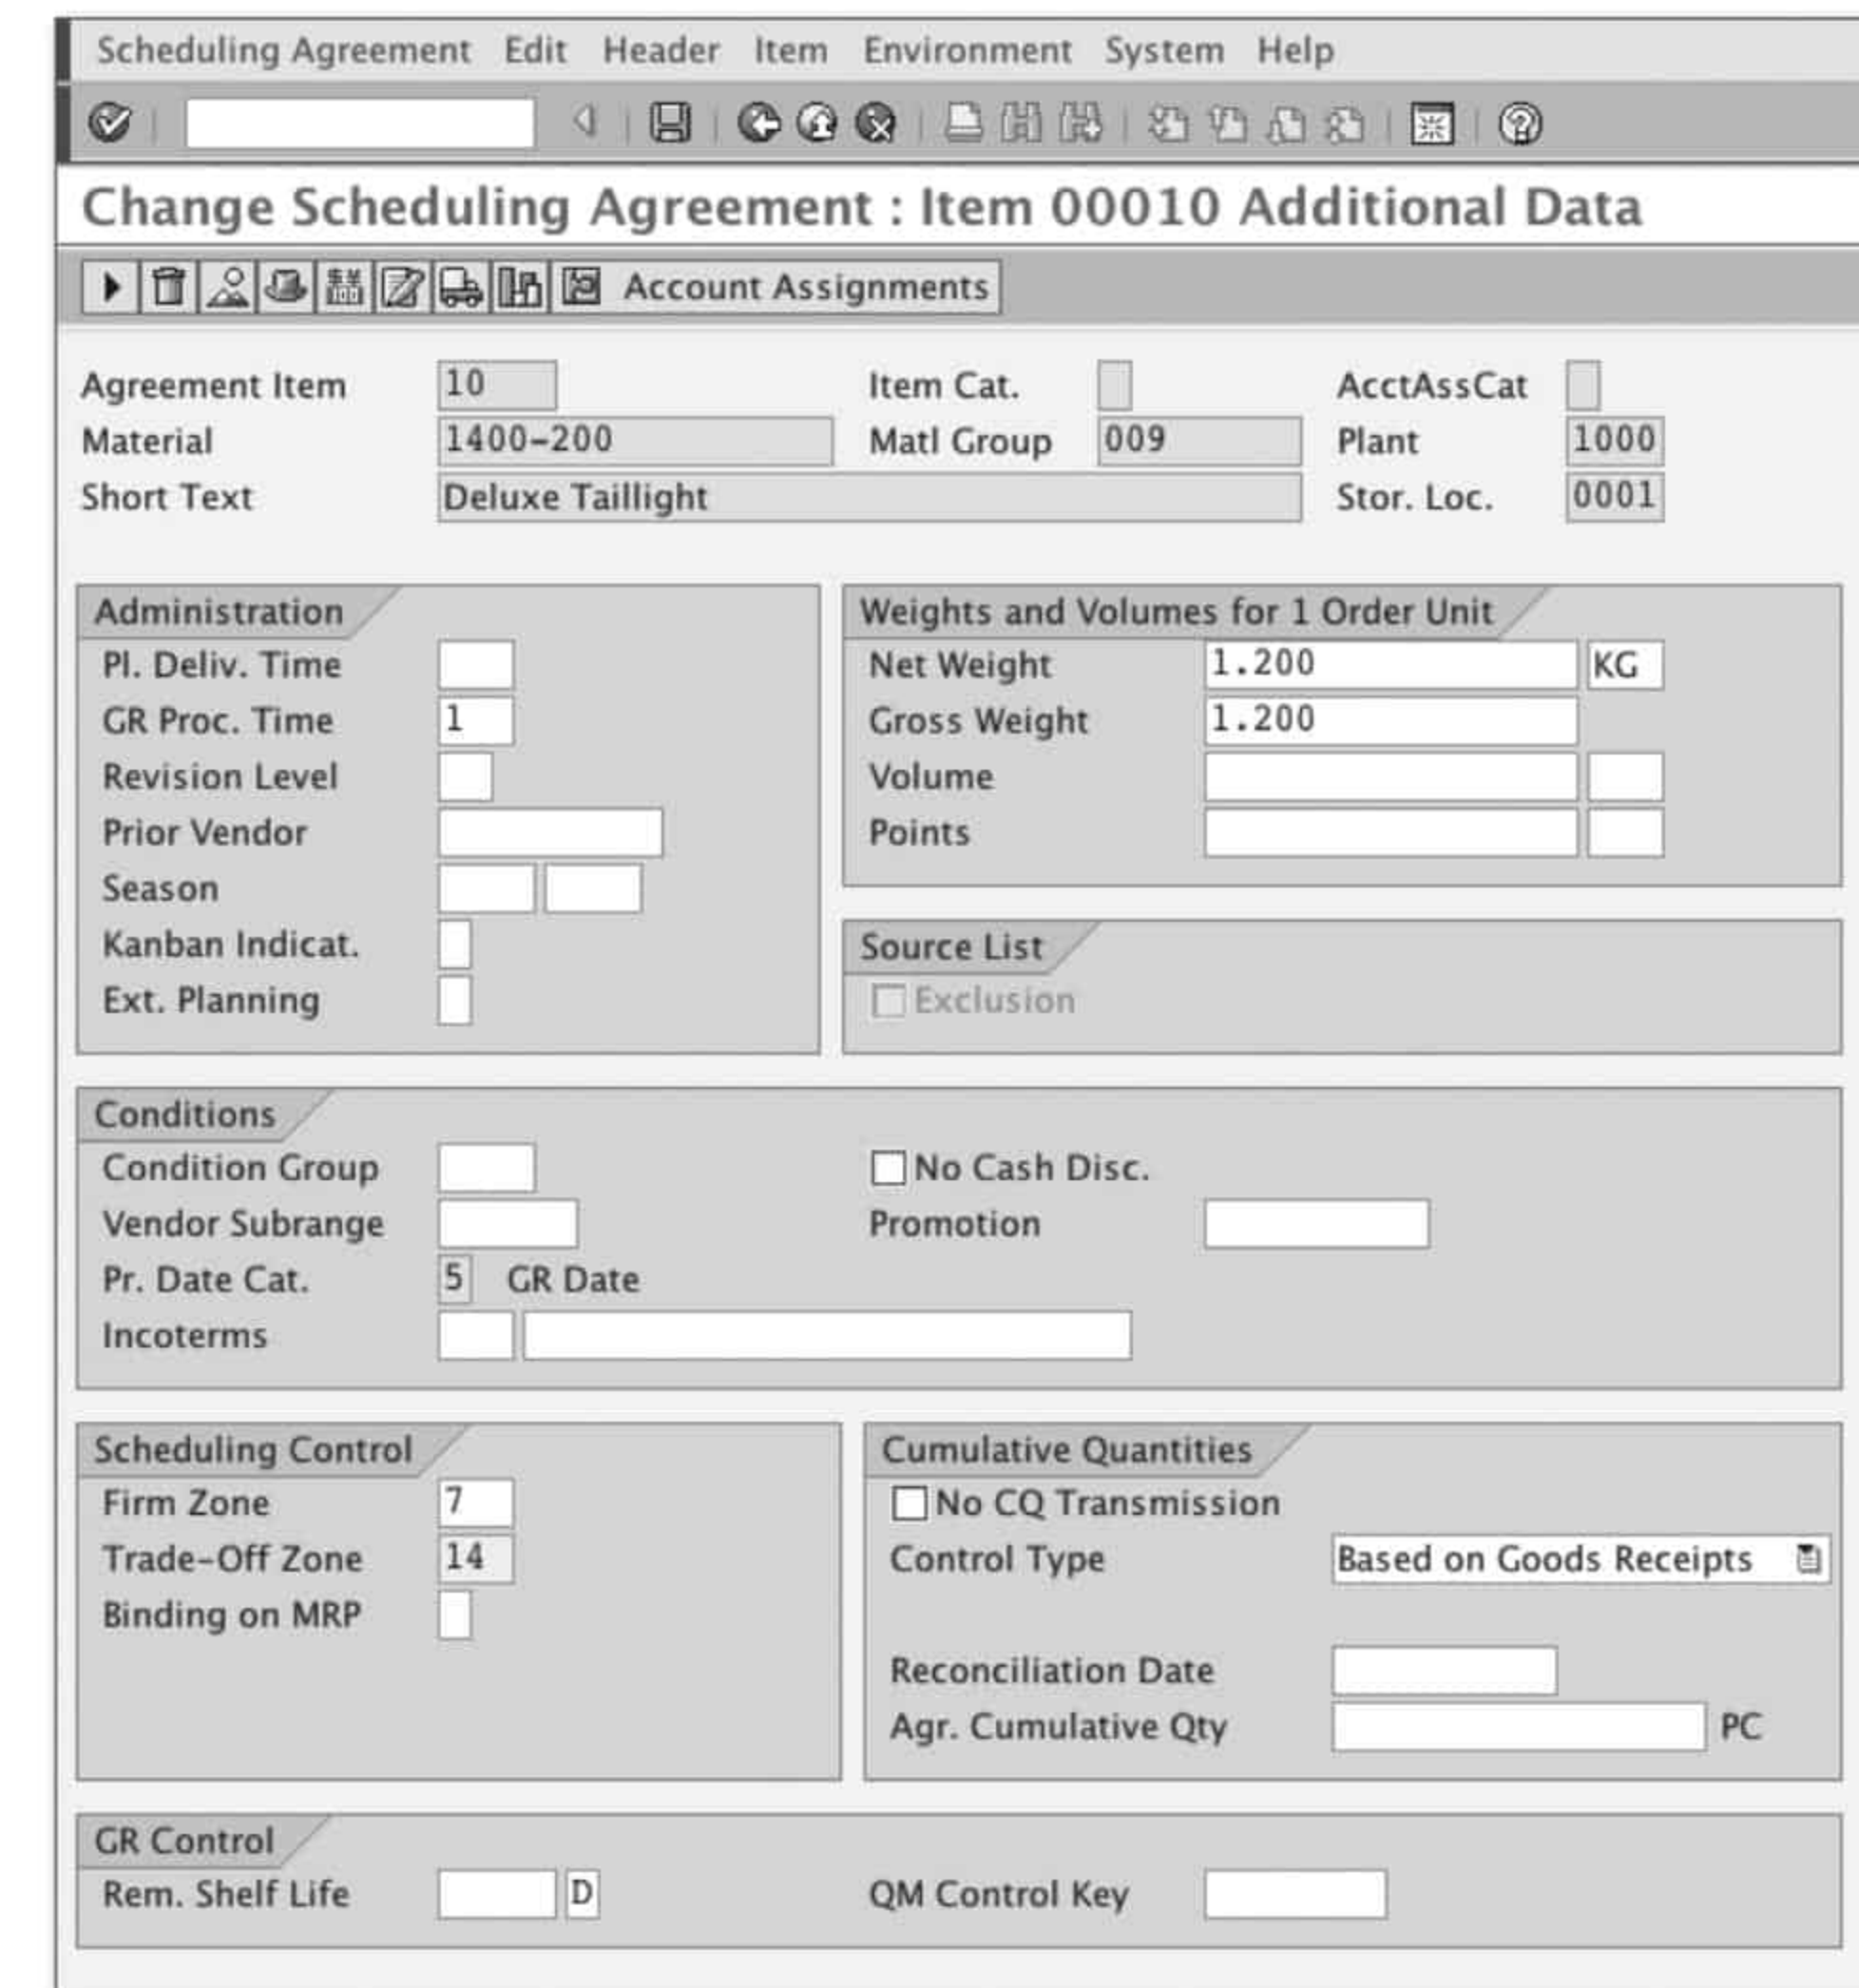 Scheduling Agreement Edit Header Item Environment System Help
Change Scheduling Agreement : Item 00010 Additional Data
Account Assignments
Agreement Item 10 Item Cat. AcctAssCat
Material 1400-200 Matl Group 009 Plant 1000
Short Text Deluxe Taillight Stor. Loc. 0001
Administration
Pl. Deliv. Time
GR Proc. Time 1
Revision Level
Prior Vendor
Season
Kanban Indicat.
Ext. Planning
Weights and Volumes for 1 Order Unit
Net Weight 1.200 KG
Gross Weight 1.200
Volume
Points
Source List
Exclusion
Conditions
Condition Group No Cash Disc.
Vendor Subrange Promotion
Pr. Date Cat. 5 GR Date
Incoterms
Scheduling Control
Firm Zone 7
Trade-Off Zone 14
Binding on MRP
Cumulative Quantities
No CQ Transmission
Control Type Based on Goods Receipts
Reconciliation Date
Agr. Cumulative Qty PC
GR Control
Rem. Shelf Life D QM Control Key